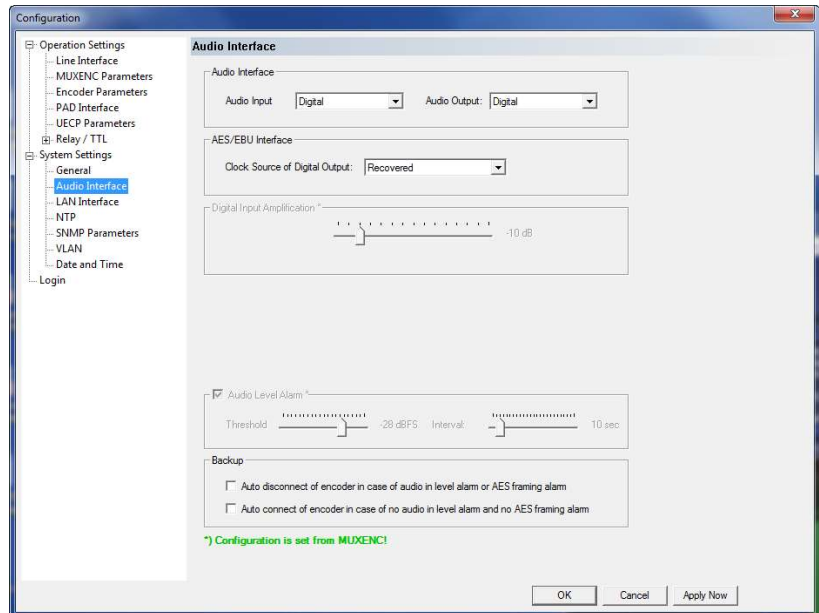 Configuration
Operation Settings
Line Interface
MUXENC Parameters
Encoder Parameters
PAD Interface
UECP Parameters
Relay / TTL
System Settings
General
Audio Interface
LAN Interface
NTP
SNMP Parameters
VLAN
Date and Time
Login
Audio Interface
Audio Interface
Audio Input Digital Audio Output: Digital
AES/EBU Interface
Clock Source of Digital Output: Recovered
Digital Input Amplification *
-10 dB
Audio Level Alarm *
Threshold -28 dBFS Interval: 10 sec
Backup
Auto disconnect of encoder in case of audio in level alarm or AES framing alarm
Auto connect of encoder in case of no audio in level alarm and no AES framing alarm
*) Configuration is set from MUXENC!
OK Cancel Apply Now